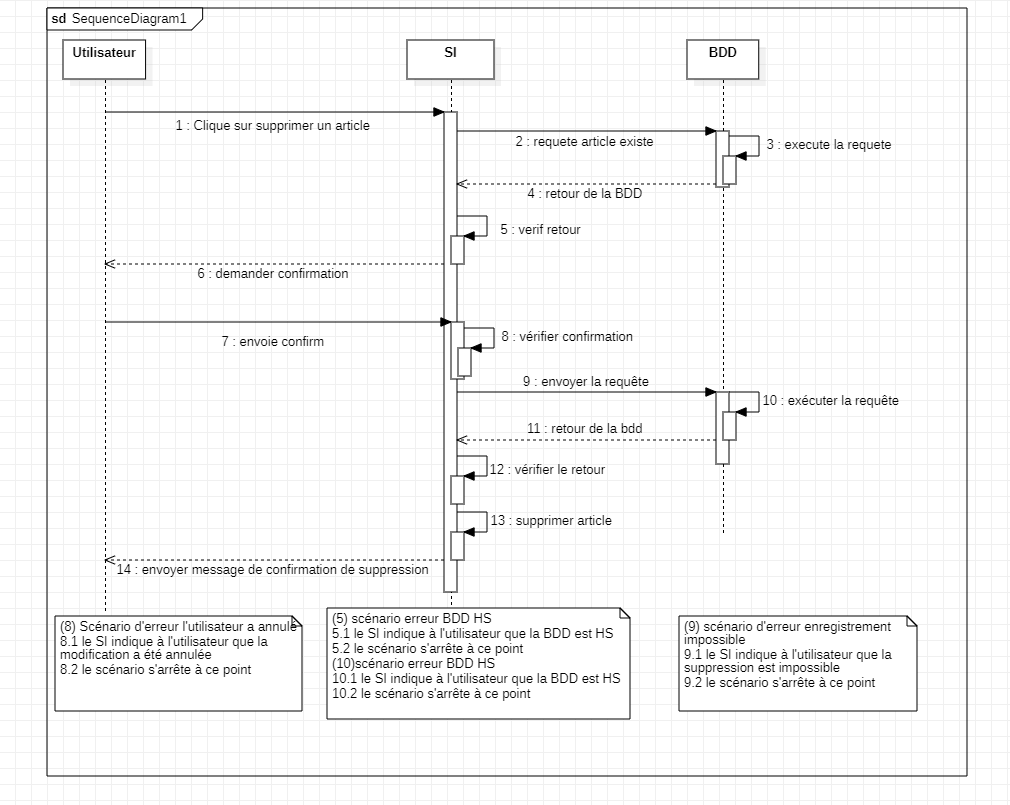 sd SequenceDiagram1
Utilisateur
SI
BDD
1 : Clique sur supprimer un article
2 : requete article existe
3 : execute la requete
4 : retour de la BDD
5 : verif retour
6 : demander confirmation
7 : envoie confirm
8 : vérifier confirmation
9 : envoyer la requête
10 : exécuter la requête
11 : retour de la bdd
12 : vérifier le retour
13 : supprimer article
14 : envoyer message de confirmation de suppression
(8) Scénario d'erreur l'utilisateur a annulé
8.1 le SI indique à l'utilisateur que la
modification a été annulée
8.2 le scénario s'arrête à ce point
(5) scénario erreur BDD HS
5.1 le SI indique à l'utilisateur que la BDD est HS
5.2 le scénario s'arrête à ce point
(10)scénario erreur BDD HS
10.1 le SI indique à l'utilisateur que la BDD est HS
10.2 le scénario s'arrête à ce point
(9) scénario d'erreur enregistrement
impossible
9.1 le SI indique à l'utilisateur que la
suppression est impossible
9.2 le scénario s'arrête à ce point